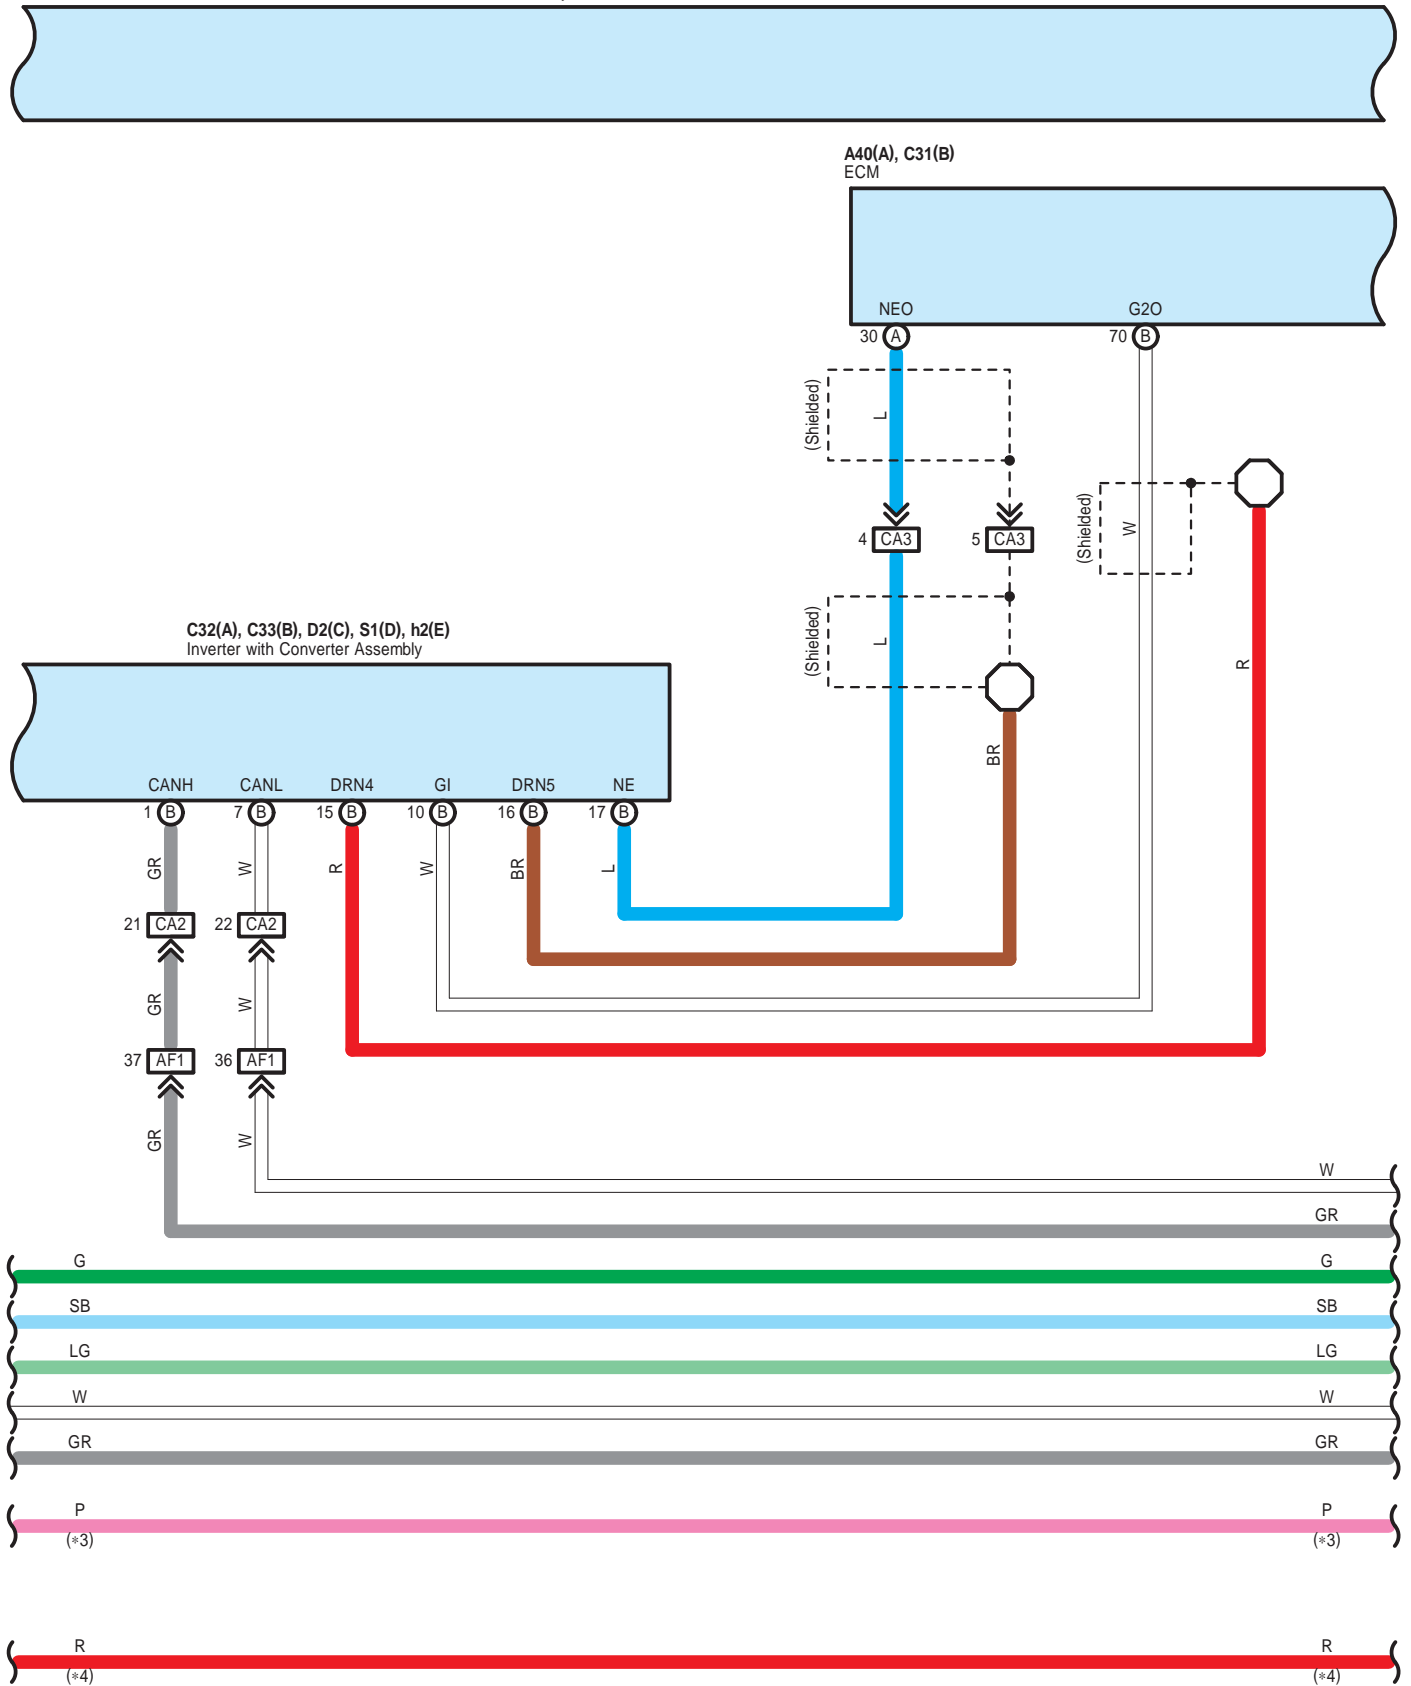 A40(A), C31(B)
ECM
NEO G2O
30 A 70 B
(Shielded) L
(Shielded) W
4 CA3 5 CA3
(Shielded) L
R
C32(A), C33(B), D2(C), S1(D), h2(E)
Inverter with Converter Assembly
BR
CANH CANL DRN4 GI DRN5 NE
1 B 7 B 15 B 10 B 16 B 17 B
GR W R W BR L
21 CA2 22 CA2
GR W
37 AF1 36 AF1
GR W
W
GR
G G
SB SB
LG LG
W W
GR GR
P P
(*3) (*3)
R R
(*4) (*4)